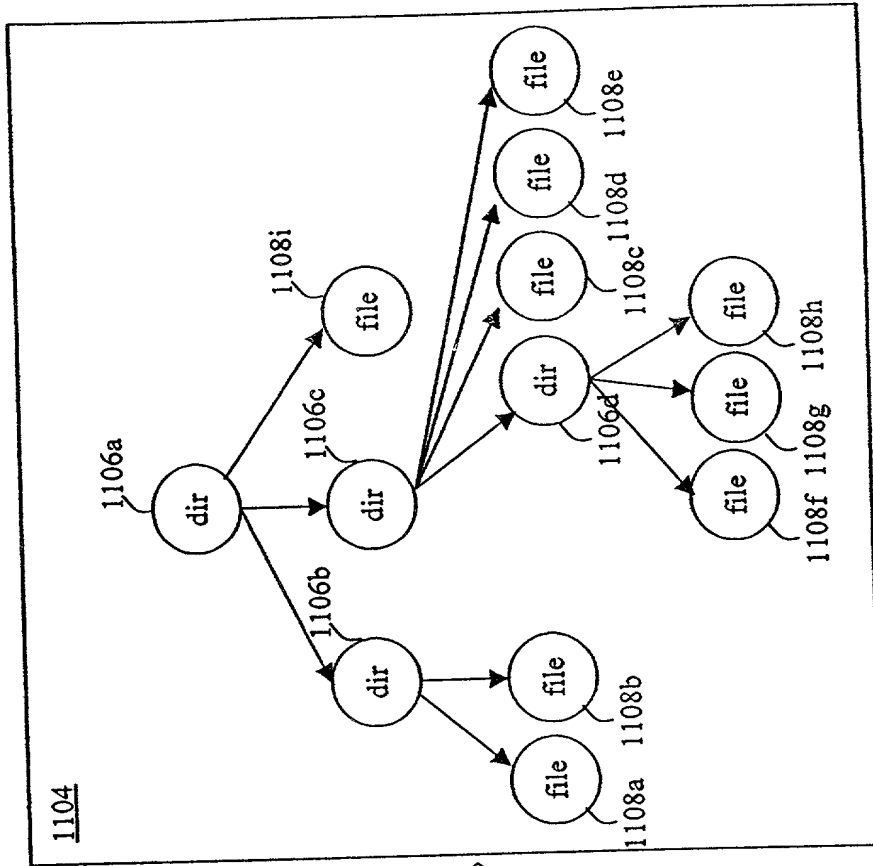 1104
1106a
dir
1108i
file
1106b
dir
1106c
dir
file
1108a
file
1108b
dir
1106d
file
1108c
file
1108d
file
1108e
file
1108f
file
1108g
file
1108h